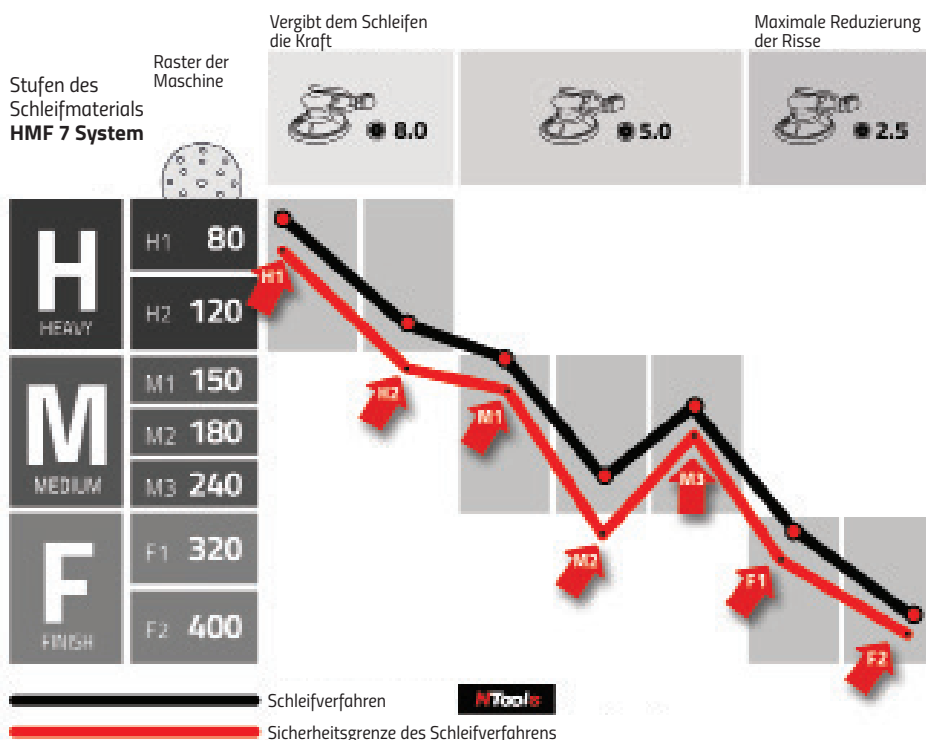 Vergibt dem Schleifen
die Kraft
Maximale Reduzierung
der Risse
Raster der
Maschine
Stufen des
Schleifmaterials
HMF 7 System
8.0
5.0
2.5
H
HEAVY
H1 80
H2 120
M
MEDIUM
M1 150
M2 180
M3 240
F
FINISH
F1 320
F2 400
H1
H2
M1
M2
M3
F1
F2
Schleifverfahren
NTools
Sicherheitsgrenze des Schleifverfahrens